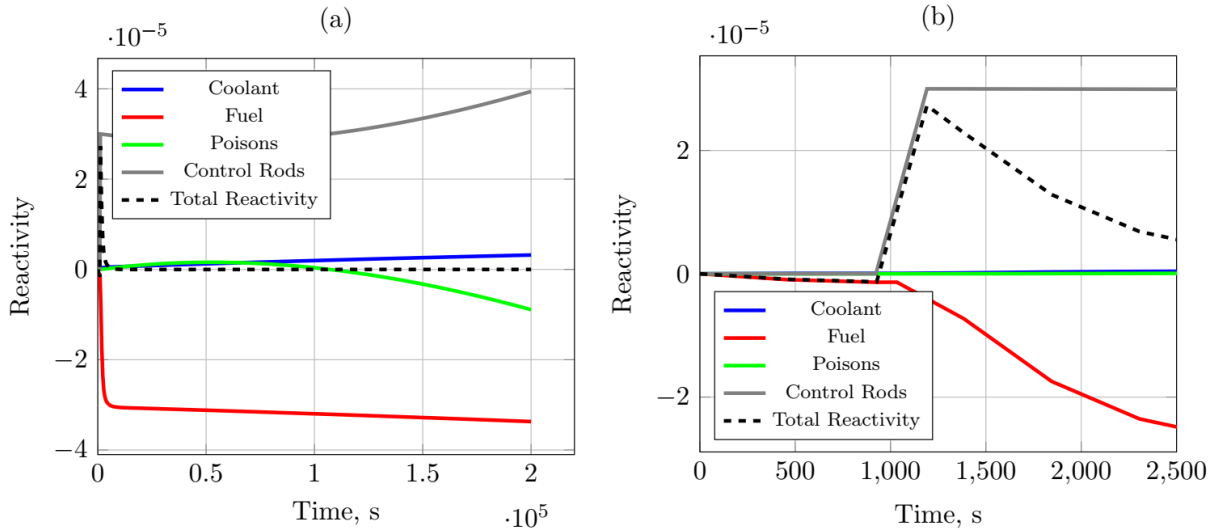 (a)
·10⁻⁵
4
2
0
−2
−4
Reactivity
Coolant
Fuel
Poisons
Control Rods
Total Reactivity
0
0.5
1
1.5
2
Time, s
·10⁵
(b)
·10⁻⁵
2
0
−2
Reactivity
Coolant
Fuel
Poisons
Control Rods
Total Reactivity
0
500
1,000
1,500
2,000
2,500
Time, s